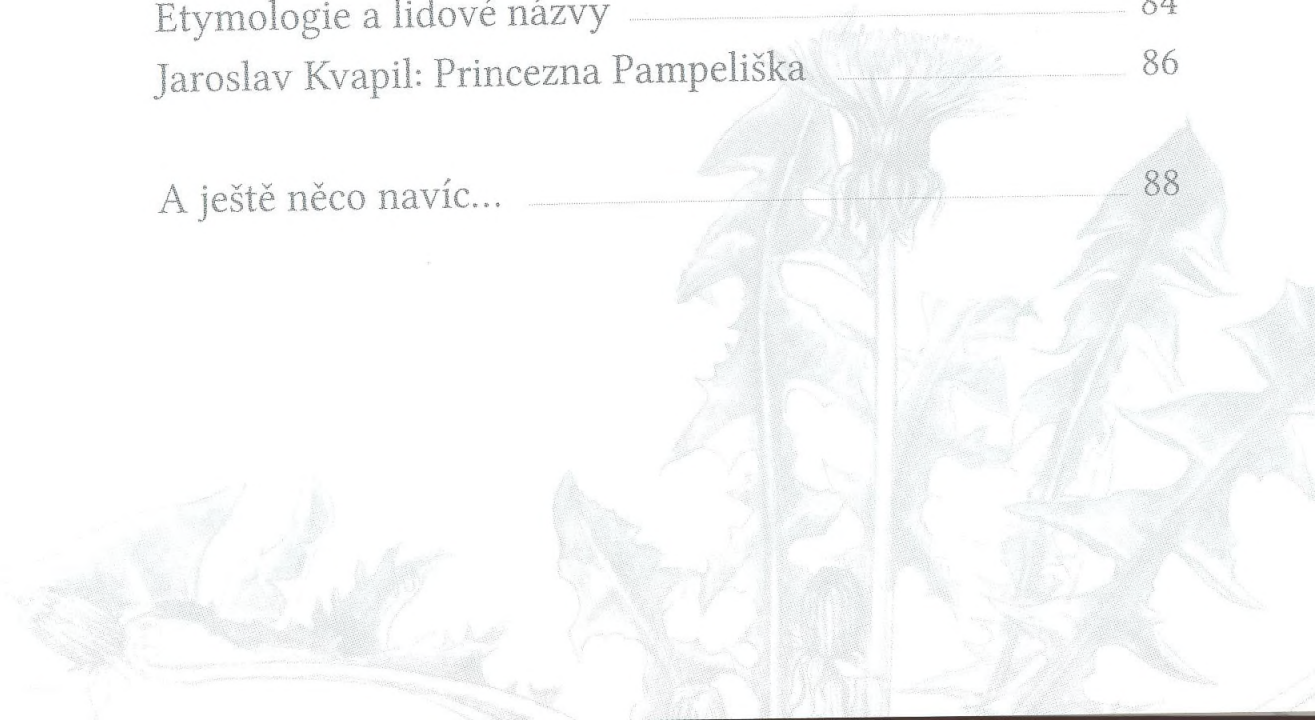 Etymologie a lidové názvy 84
Jaroslav Kvapil: Princezna Pampeliška 86
A ještě něco navíc... 88